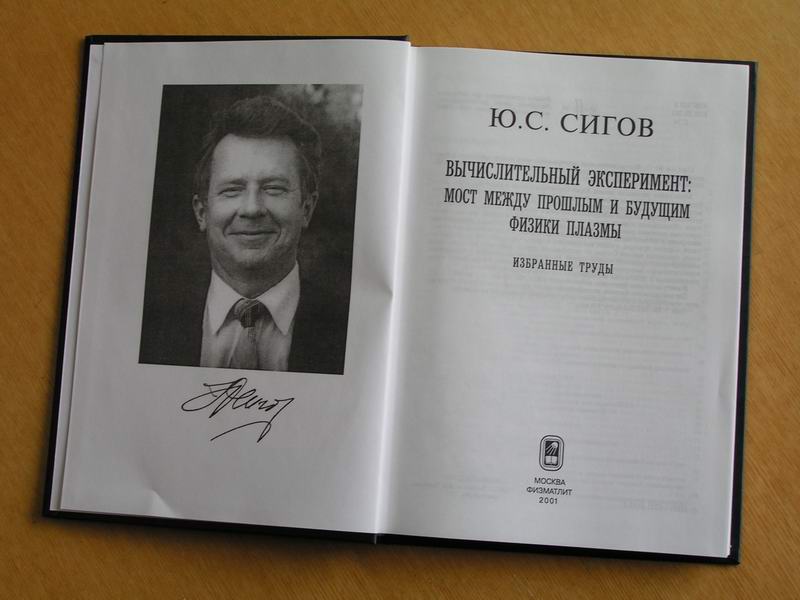 Ю.С. СИГОВ
ВЫЧИСЛИТЕЛЬНЫЙ ЭКСПЕРИМЕНТ:
МОСТ МЕЖДУ ПРОШЛЫМ И БУДУЩИМ
ФИЗИКИ ПЛАЗМЫ
ИЗБРАННЫЕ ТРУДЫ
МОСКВА
ФИЗМАТЛИТ
2001